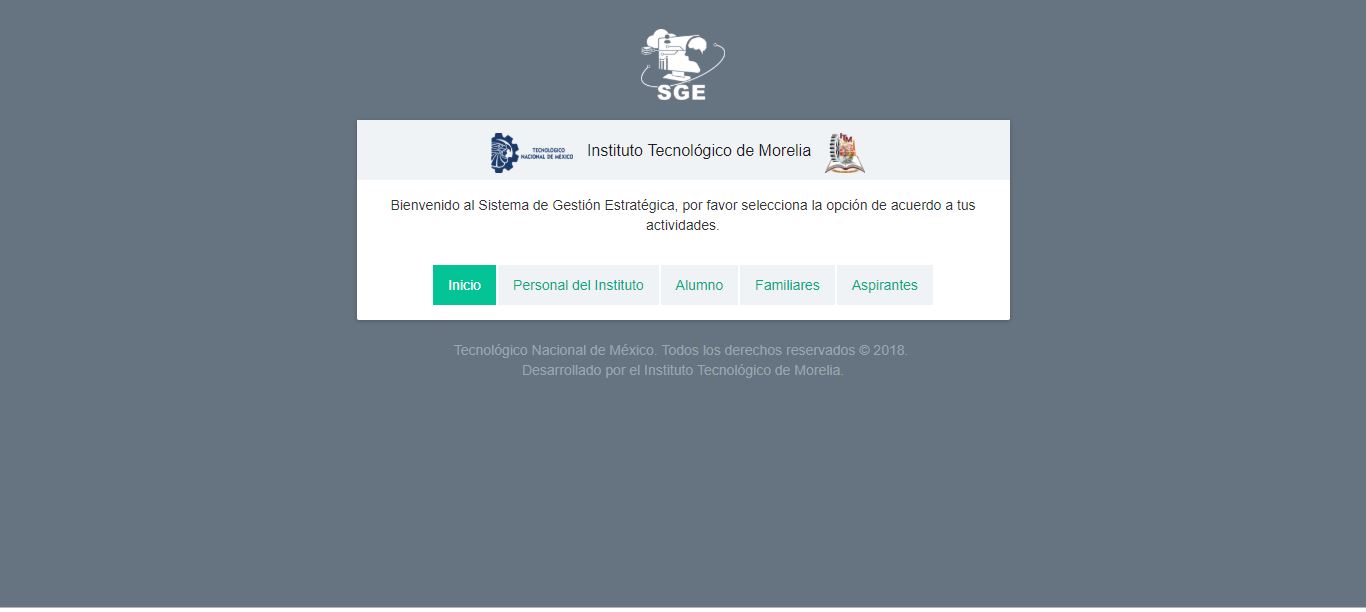 SGE
TECNOLÓGICO
NACIONAL DE MÉXICO
Instituto Tecnológico de Morelia
ITM
Bienvenido al Sistema de Gestión Estratégica, por favor selecciona la opción de acuerdo a tus
actividades.
Inicio Personal del Instituto Alumno Familiares Aspirantes
Tecnológico Nacional de México. Todos los derechos reservados © 2018.
Desarrollado por el Instituto Tecnológico de Morelia.